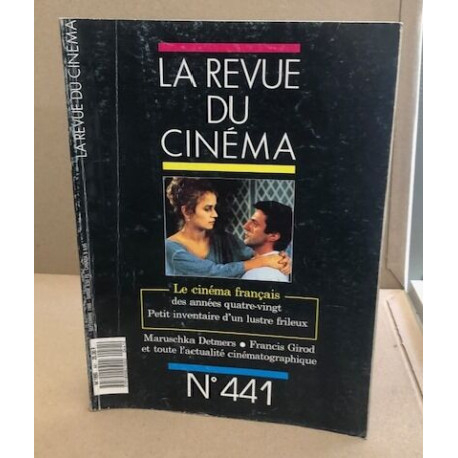 LA REVUE DU CINÉMA
LA REVUE
DU
CINÉMA
Le cinéma français
des années quatre-vingt
Petit inventaire d'un lustre frileux
Maruschka Detmers ● Francis Girod
et toute l'actualité cinématographique
N° 441